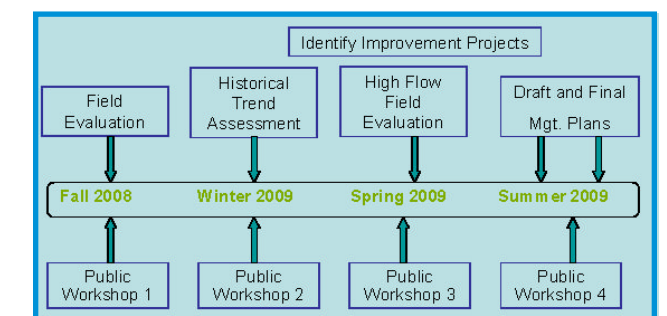 Identify Improvement Projects
Field
Evaluation
Historical
Trend
Assessment
High Flow
Field
Evaluation
Draft and Final
Mgt. Plans
Fall 2008
Winter 2009
Spring 2009
Summer 2009
Public
Workshop 1
Public
Workshop 2
Public
Workshop 3
Public
Workshop 4